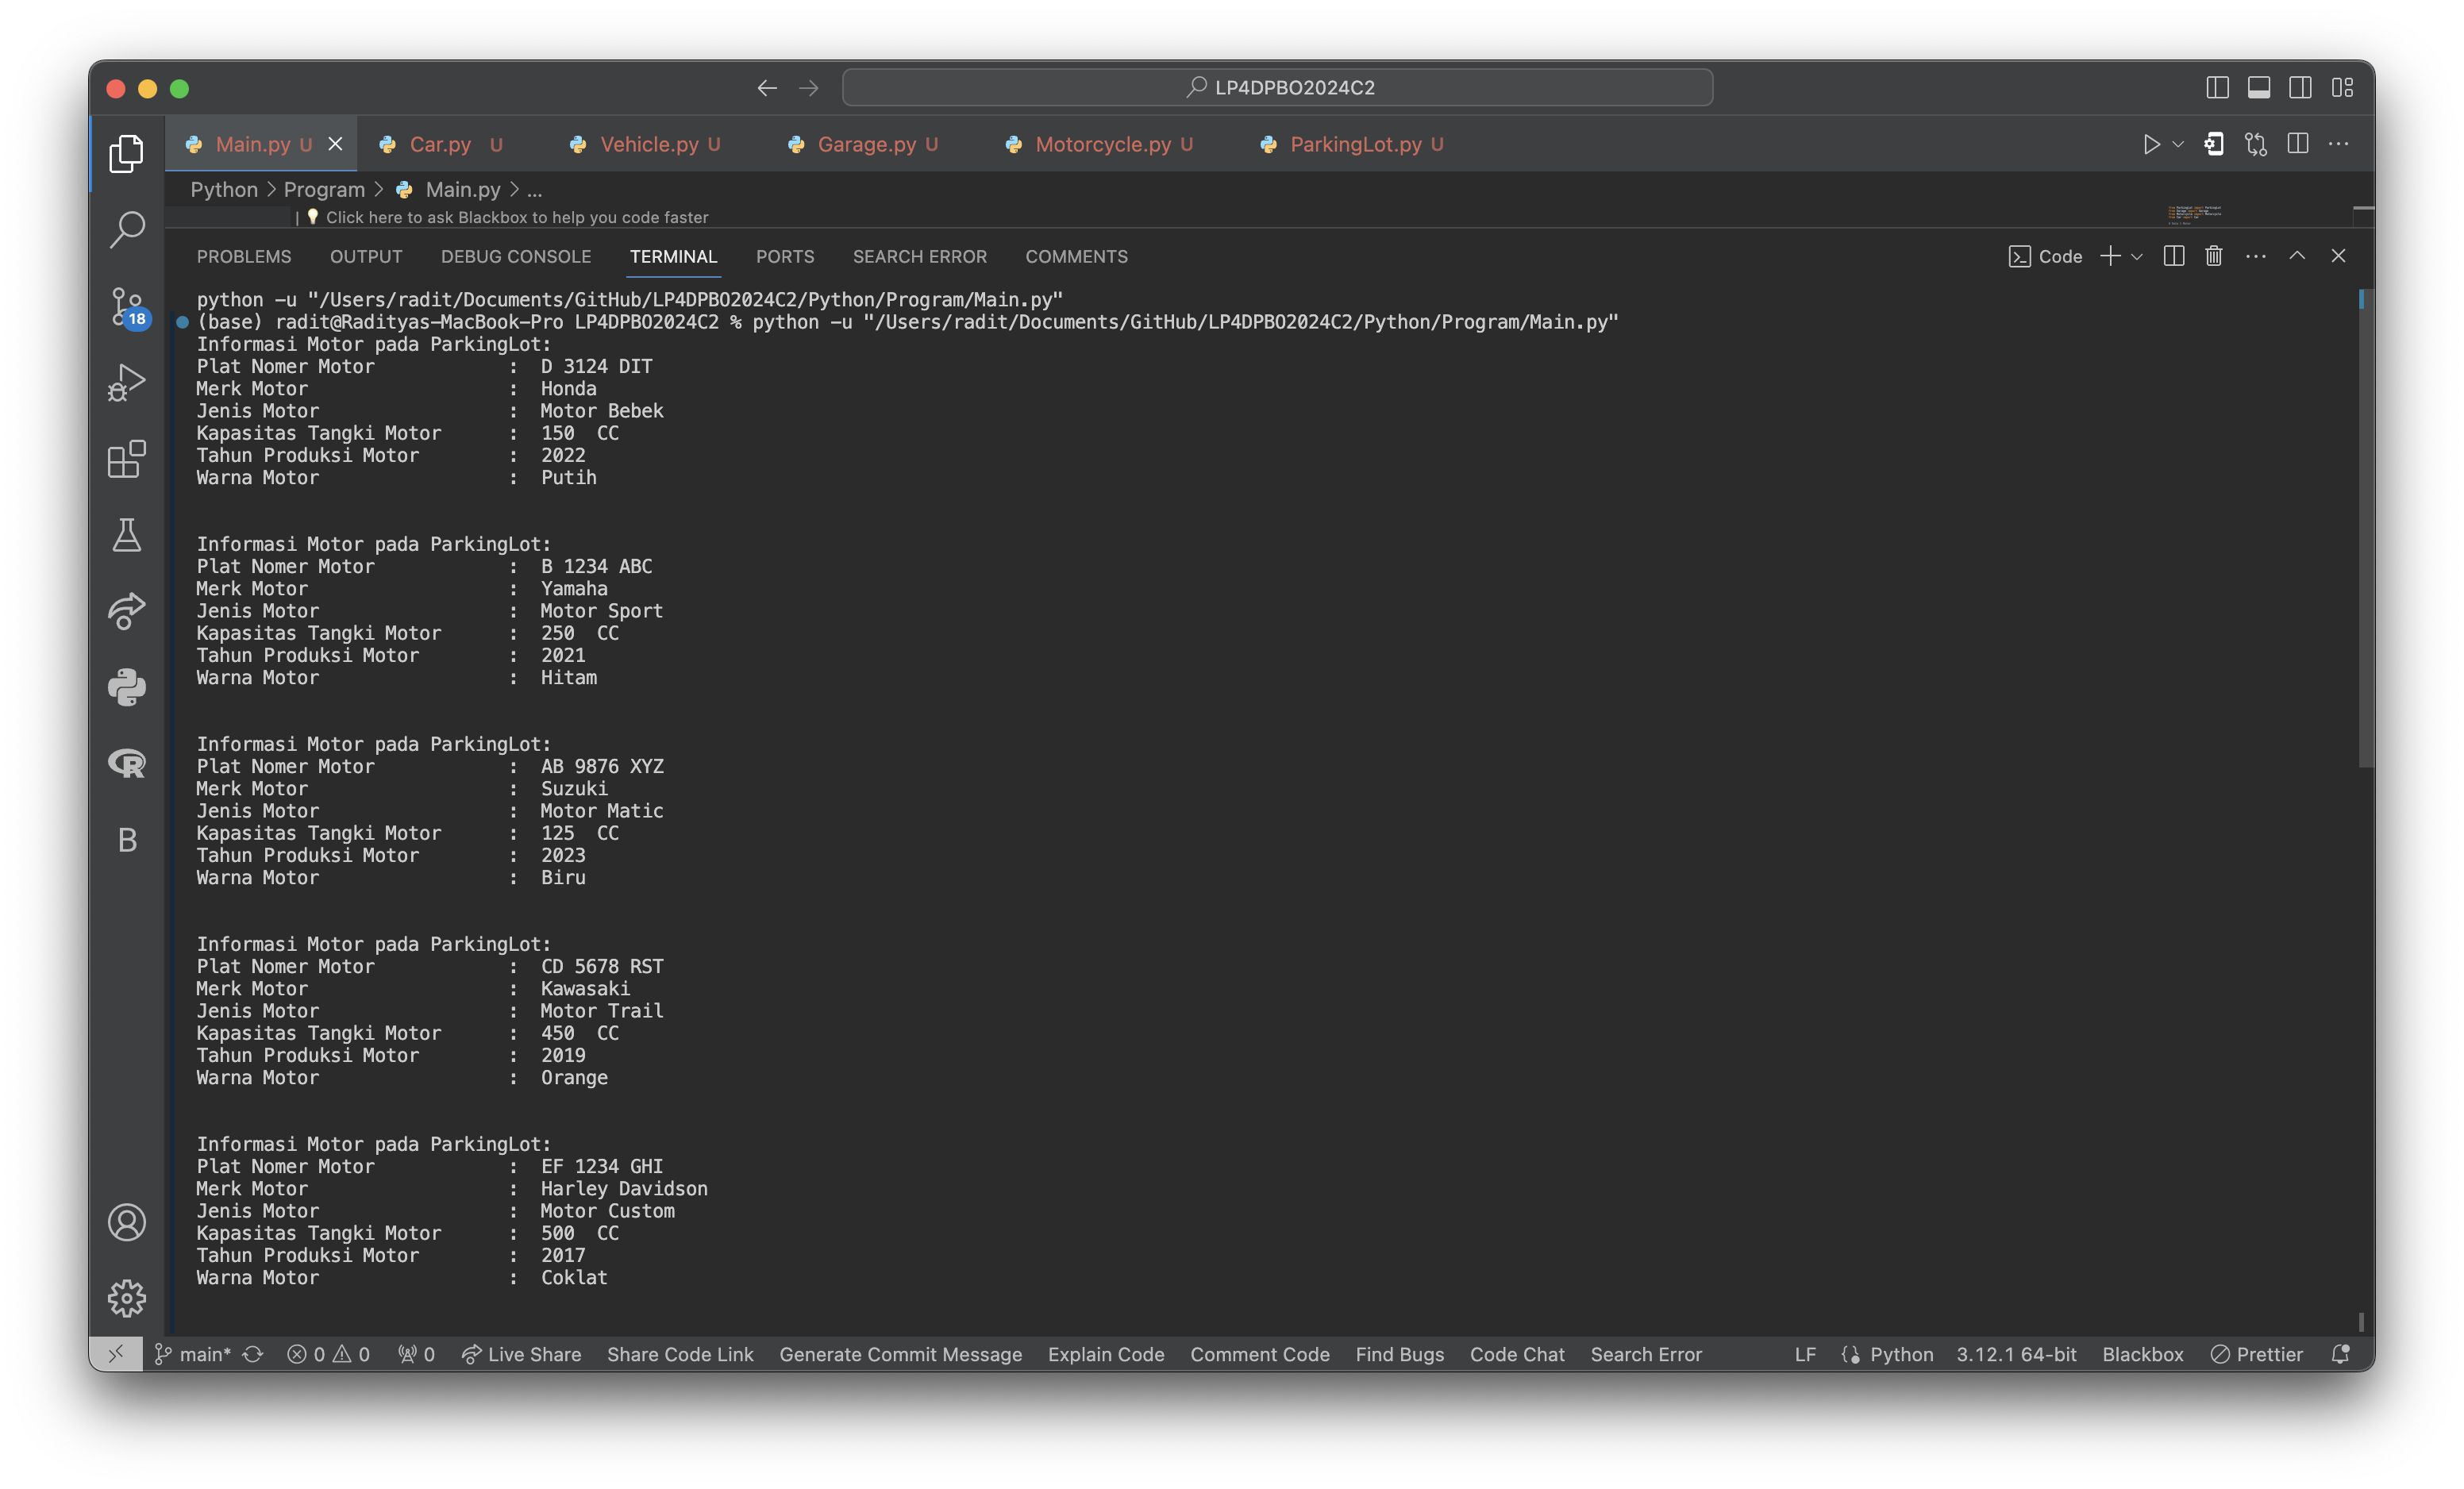 LP4DPBO2024C2
Main.py U
Car.py U
Vehicle.py U
Garage.py U
Motorcycle.py U
ParkingLot.py U
Python > Program > Main.py > ...
Click here to ask Blackbox to help you code faster
PROBLEMS OUTPUT DEBUG CONSOLE TERMINAL PORTS SEARCH ERROR COMMENTS
Code
python -u "/Users/radit/Documents/GitHub/LP4DPBO2024C2/Python/Program/Main.py"
(base) radit@Radityas-MacBook-Pro LP4DPBO2024C2 % python -u "/Users/radit/Documents/GitHub/LP4DPBO2024C2/Python/Program/Main.py"
Informasi Motor pada ParkingLot:
Plat Nomer Motor : D 3124 DIT
Merk Motor : Honda
Jenis Motor : Motor Bebek
Kapasitas Tangki Motor : 150 CC
Tahun Produksi Motor : 2022
Warna Motor : Putih
Informasi Motor pada ParkingLot:
Plat Nomer Motor : B 1234 ABC
Merk Motor : Yamaha
Jenis Motor : Motor Sport
Kapasitas Tangki Motor : 250 CC
Tahun Produksi Motor : 2021
Warna Motor : Hitam
Informasi Motor pada ParkingLot:
Plat Nomer Motor : AB 9876 XYZ
Merk Motor : Suzuki
Jenis Motor : Motor Matic
Kapasitas Tangki Motor : 125 CC
Tahun Produksi Motor : 2023
Warna Motor : Biru
Informasi Motor pada ParkingLot:
Plat Nomer Motor : CD 5678 RST
Merk Motor : Kawasaki
Jenis Motor : Motor Trail
Kapasitas Tangki Motor : 450 CC
Tahun Produksi Motor : 2019
Warna Motor : Orange
Informasi Motor pada ParkingLot:
Plat Nomer Motor : EF 1234 GHI
Merk Motor : Harley Davidson
Jenis Motor : Motor Custom
Kapasitas Tangki Motor : 500 CC
Tahun Produksi Motor : 2017
Warna Motor : Coklat
18
R
B
main* 0 0 0 Live Share Share Code Link Generate Commit Message Explain Code Comment Code Find Bugs Code Chat Search Error LF Python 3.12.1 64-bit Blackbox Prettier